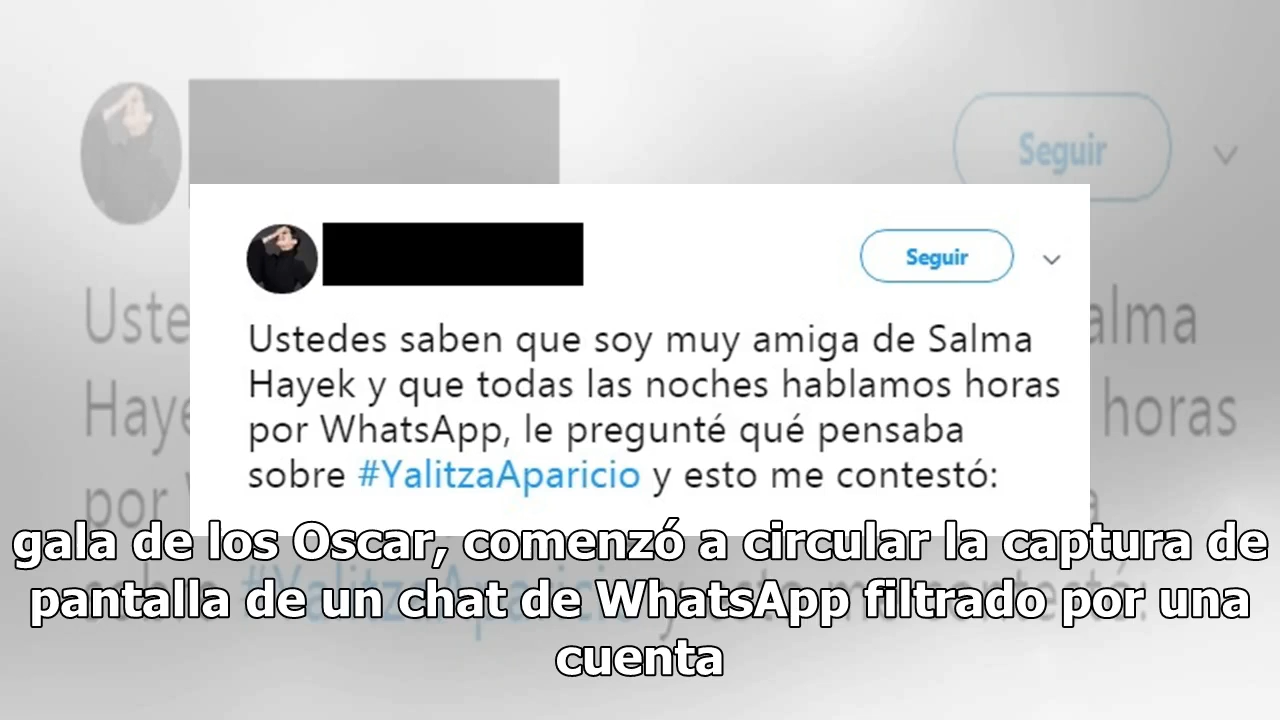 Seguir
Seguir
Ustedes saben que soy muy amiga de Salma
Hayek y que todas las noches hablamos horas
por WhatsApp, le pregunté qué pensaba
sobre #YalitzaAparicio y esto me contestó:
gala de los Oscar, comenzó a circular la captura de
pantalla de un chat de WhatsApp filtrado por una
cuenta